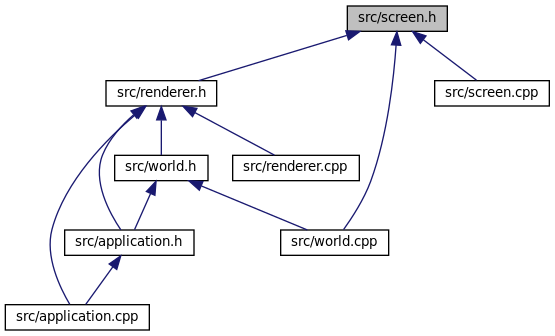 src/screen.h
src/renderer.h
src/screen.cpp
src/world.h
src/renderer.cpp
src/application.h
src/world.cpp
src/application.cpp